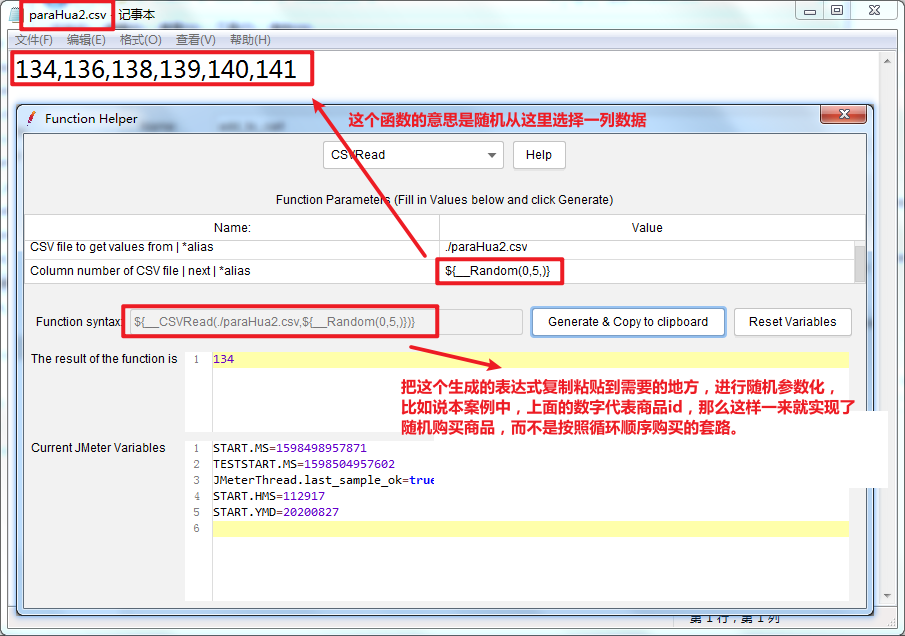 paraHua2.csv - 记事本
文件(F) 编辑(E) 格式(O) 查看(V) 帮助(H)
134,136,138,139,140,141
Function Helper
这个函数的意思是随机从这里选择一列数据
CSVRead
Help
Function Parameters (Fill in Values below and click Generate)
Name: Value
CSV file to get values from | *alias ./paraHua2.csv
Column number of CSV file | next | *alias ${__Random(0,5,)}
Function syntax: ${__CSVRead(./paraHua2.csv,${__Random(0,5,)})} Generate & Copy to clipboard Reset Variables
The result of the function is 1 134
把这个生成的表达式复制粘贴到需要的地方，进行随机参数化，
比如说本案例中，上面的数字代表商品id，那么这样一来就实现了
随机购买商品，而不是按照循环顺序购买的套路。
Current JMeter Variables 1 START.MS=1598498957871
2 TESTSTART.MS=1598504957602
3 JMeterThread.last_sample_ok=true
4 START.HMS=112917
5 START.YMD=20200827
6
第 1 行，第 1 列